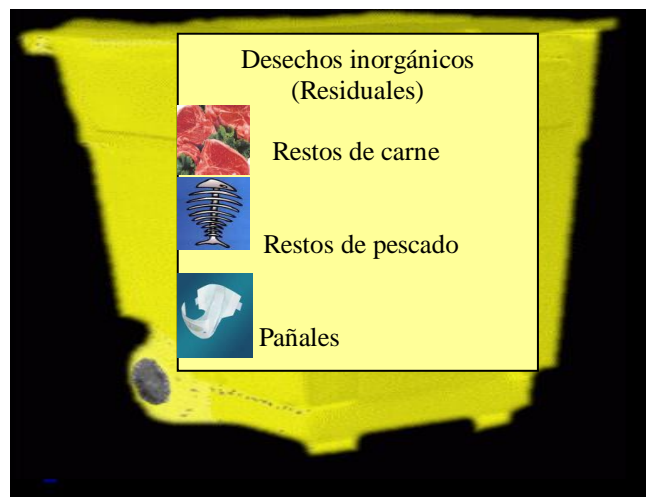 Desechos inorgánicos
(Residuales)
Restos de carne
Restos de pescado
Pañales